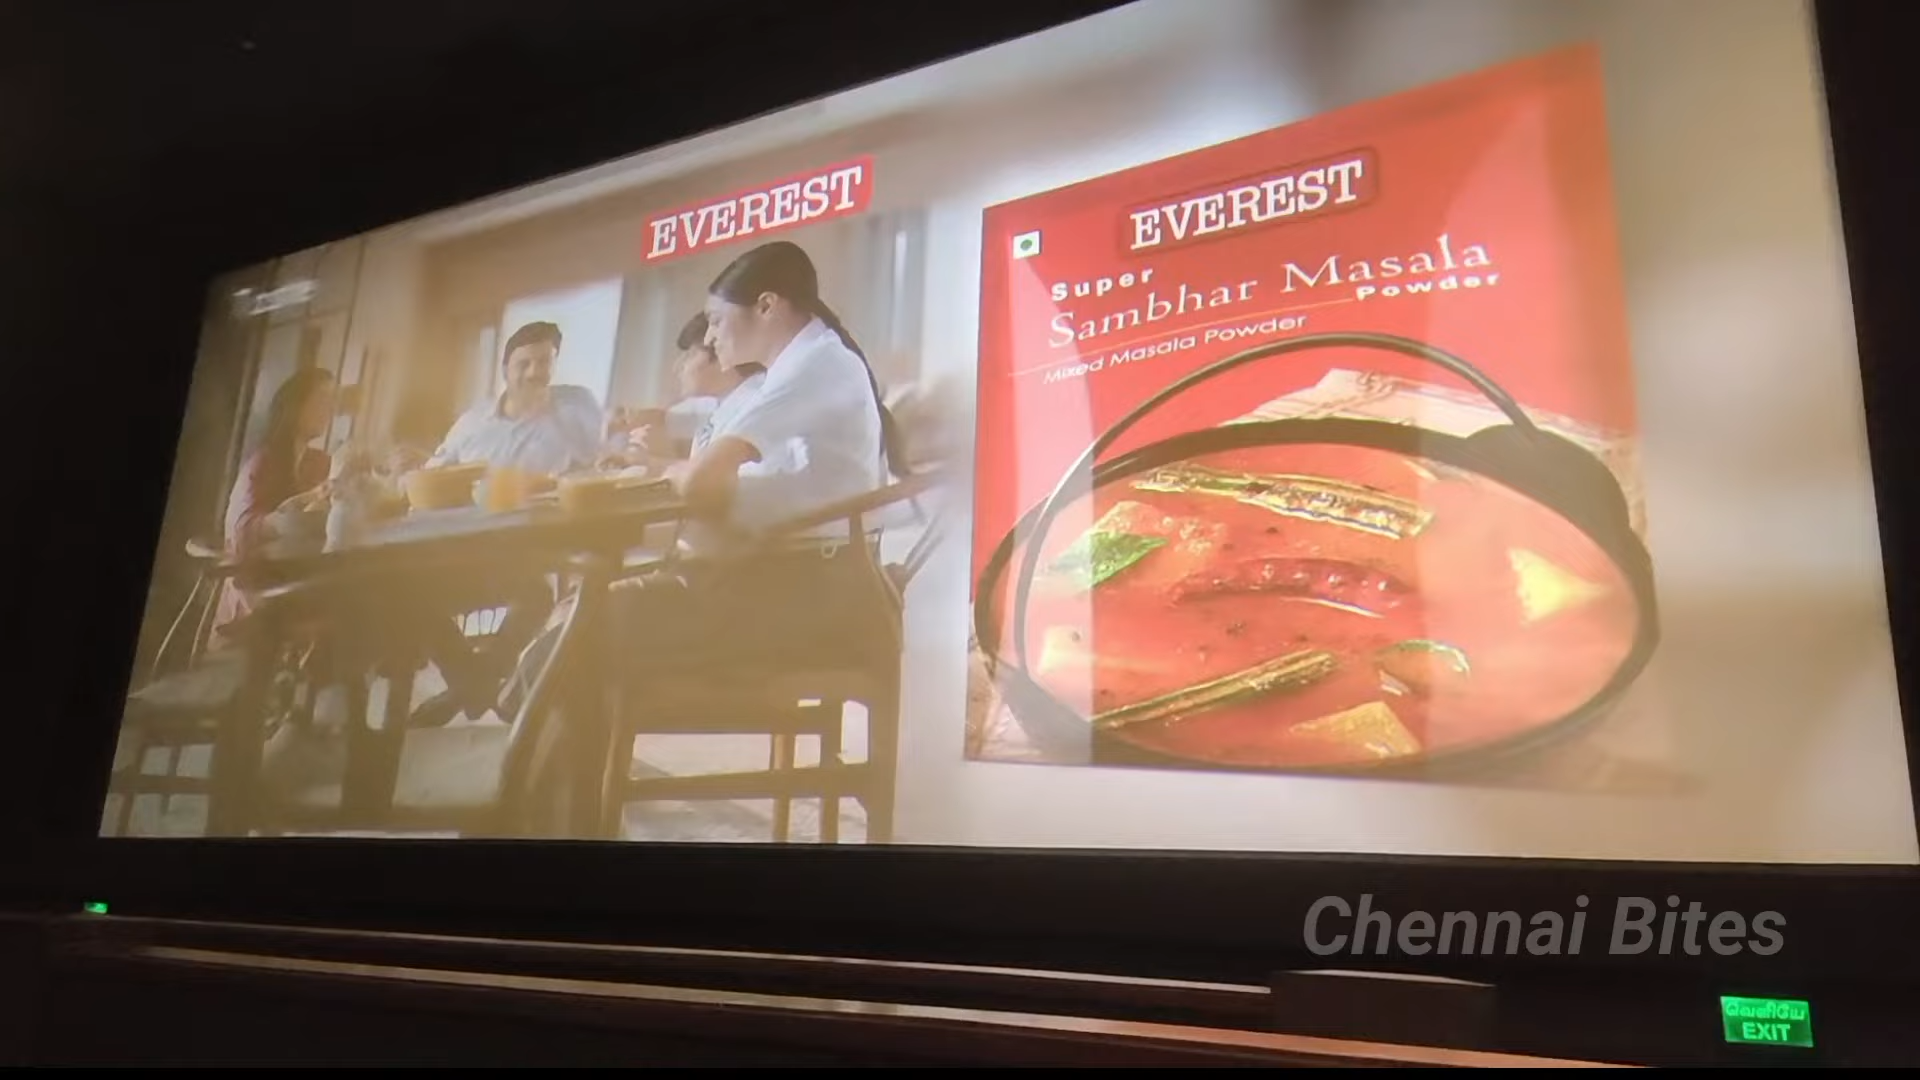 EVEREST
EVEREST
Super
Sambhar Masala
Powder
Mixed Masala Powder
Chennai Bites
வெளியே
EXIT